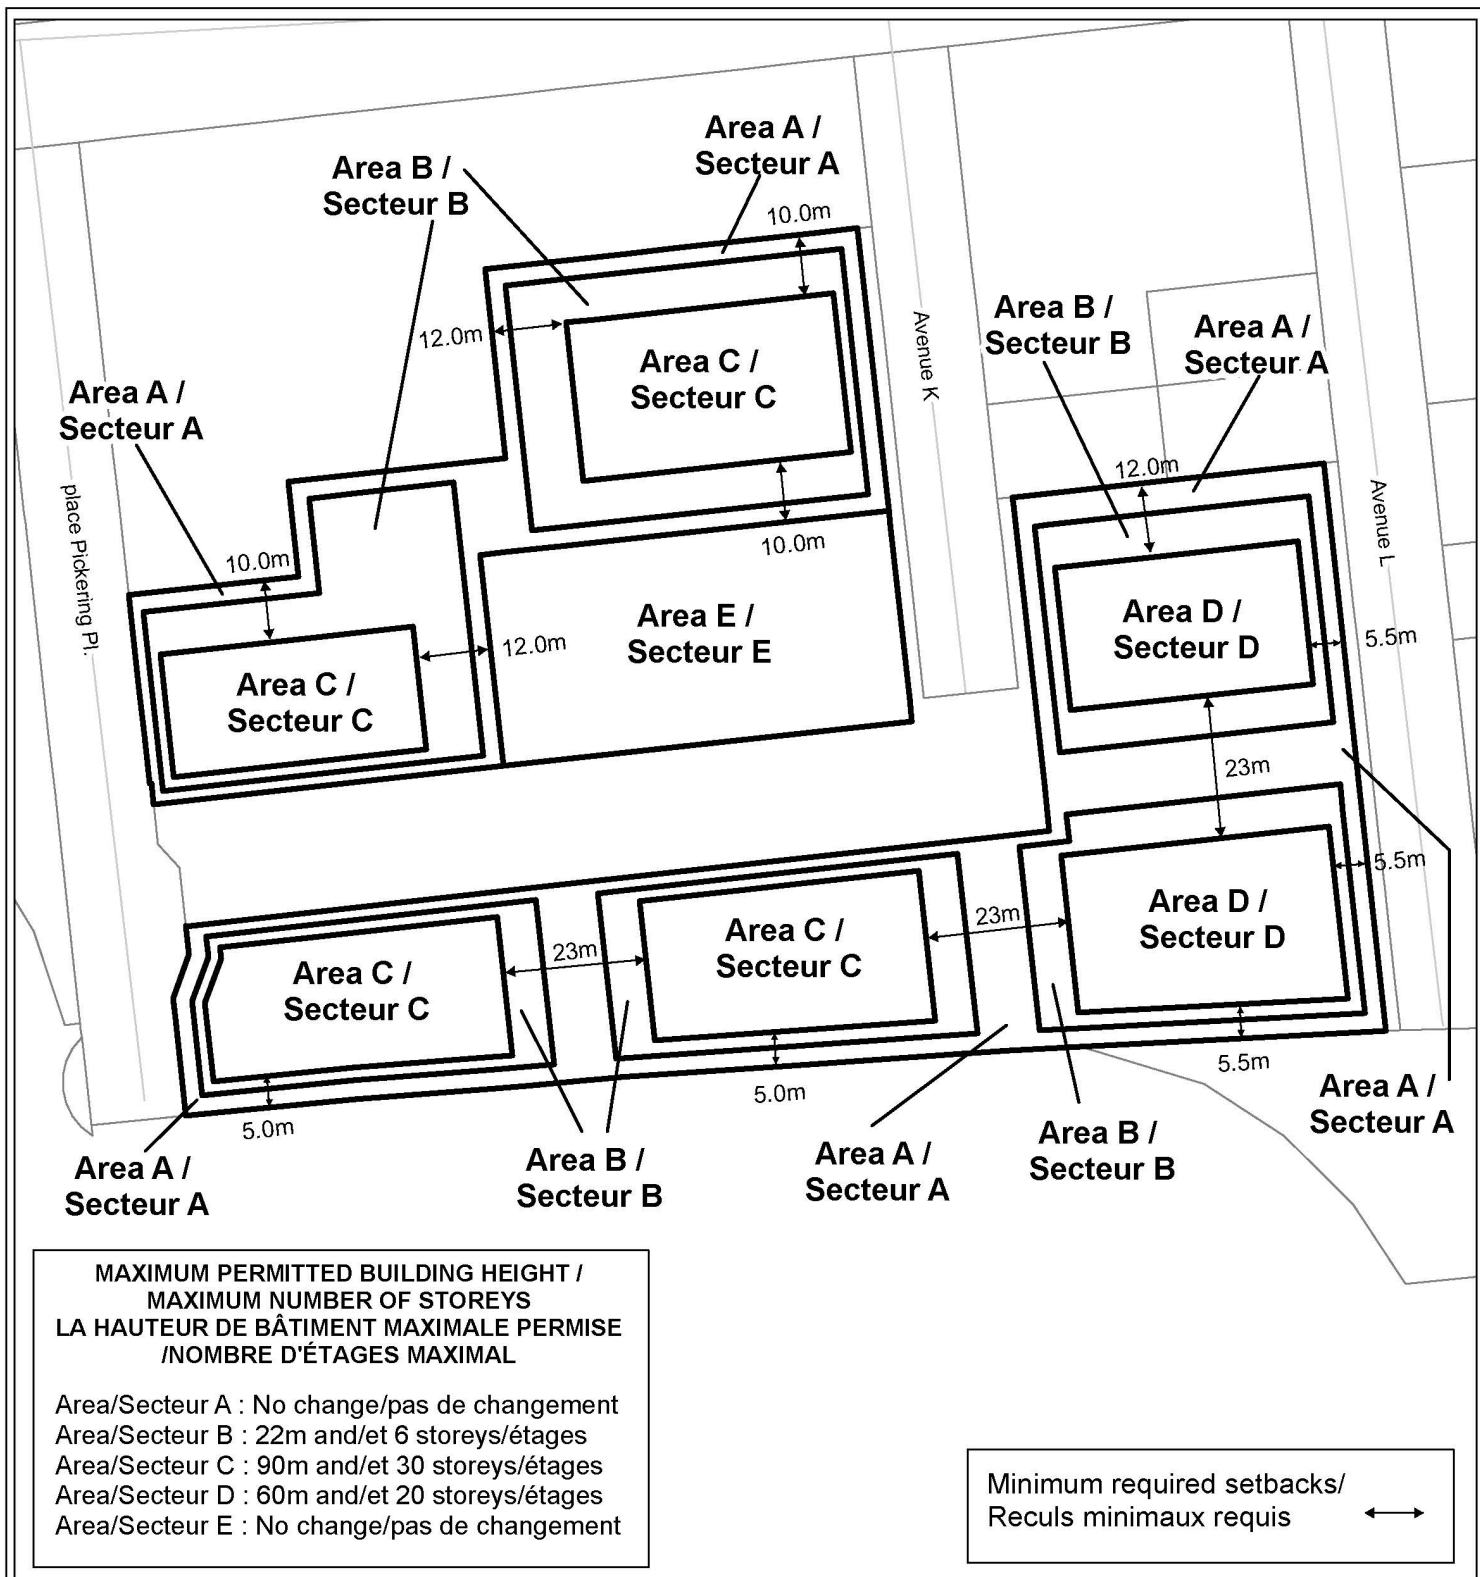 Area A /
Secteur A
Area B /
Secteur B
10.0m
12.0m
Area C /
Secteur C
Avenue K
Area B /
Secteur B
Area A /
Secteur A
Area A /
Secteur A
place Pickering Pl.
10.0m
10.0m
12.0m
Avenue L
Area E /
Secteur E
12.0m
Area D /
Secteur D
5.5m
Area C /
Secteur C
23m
5.5m
Area C /
Secteur C
23m
Area C /
Secteur C
23m
Area D /
Secteur D
5.0m
5.0m
5.5m
Area A /
Secteur A
Area B /
Secteur B
Area A /
Secteur A
Area B /
Secteur B
Area A /
Secteur A
MAXIMUM PERMITTED BUILDING HEIGHT /
MAXIMUM NUMBER OF STOREYS
LA HAUTEUR DE BÂTIMENT MAXIMALE PERMISE
/NOMBRE D'ÉTAGES MAXIMAL
Area/Secteur A : No change/pas de changement
Area/Secteur B : 22m and/et 6 storeys/étages
Area/Secteur C : 90m and/et 30 storeys/étages
Area/Secteur D : 60m and/et 20 storeys/étages
Area/Secteur E : No change/pas de changement
Minimum required setbacks/
Reculs minimaux requis